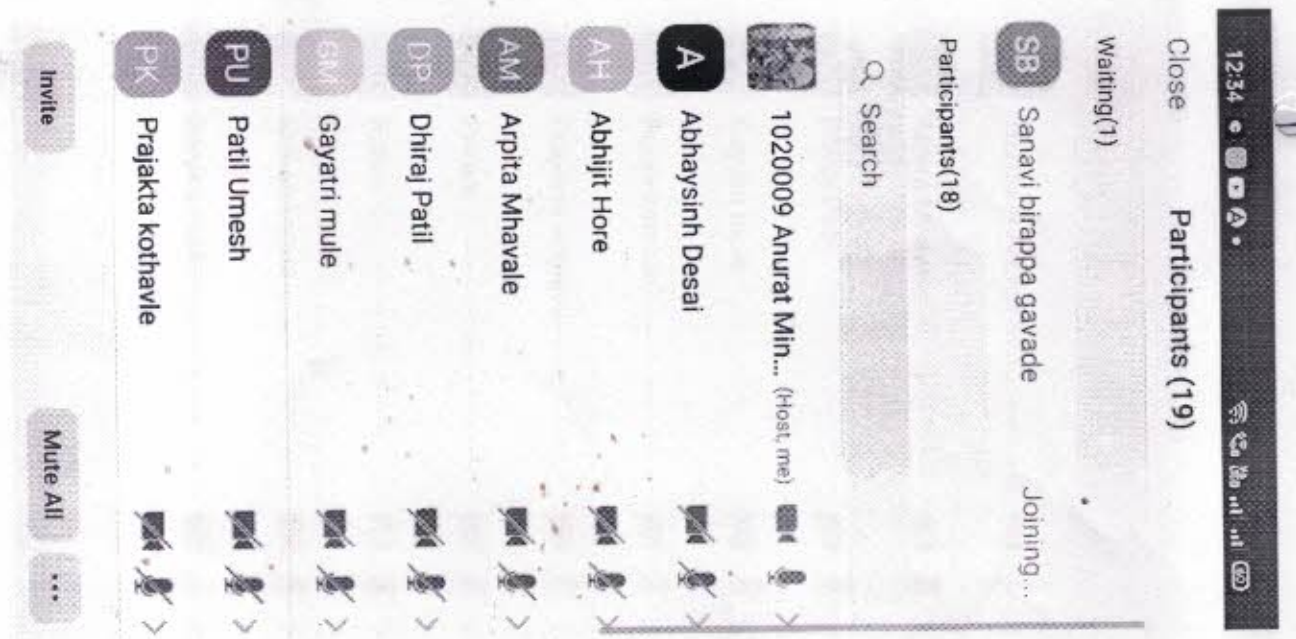 12:34
Close Participants (19)
Waiting(1)
SB Sanavi birappa gavade Joining...
Participants(18)
Search
1020009 Anurat Min... (Host, me)
A Abhaysinh Desai
AH Abhijit Hore
AM Arpita Mhavale
DP Dhiraj Patil
Gayatri mule
PU Patil Umesh
PK Prajakta kothavle
Invite Mute All ...